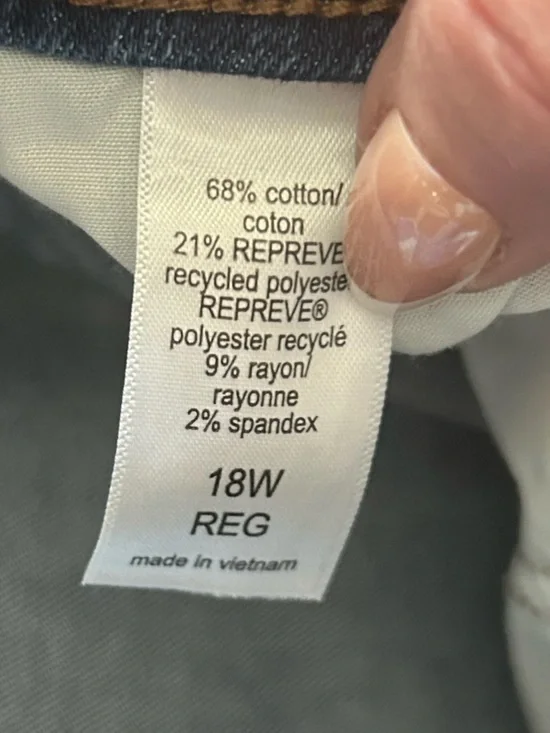 68% cotton/
coton
21% REPREVE
recycled polyeste
REPREVE®
polyester recyclé
9% rayon/
rayonne
2% spandex
18W
REG
made in vietnam